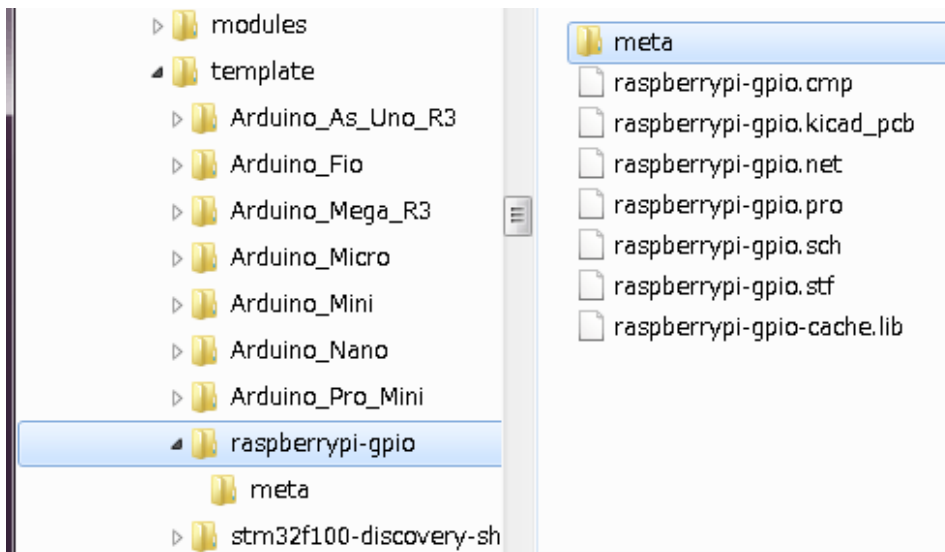 modules
template
Arduino_As_Uno_R3
Arduino_Fio
Arduino_Mega_R3
Arduino_Micro
Arduino_Mini
Arduino_Nano
Arduino_Pro_Mini
raspberrypi-gpio
meta
stm32f100-discovery-sh
meta
raspberrypi-gpio.cmp
raspberrypi-gpio.kicad_pcb
raspberrypi-gpio.net
raspberrypi-gpio.pro
raspberrypi-gpio.sch
raspberrypi-gpio.stf
raspberrypi-gpio-cache.lib